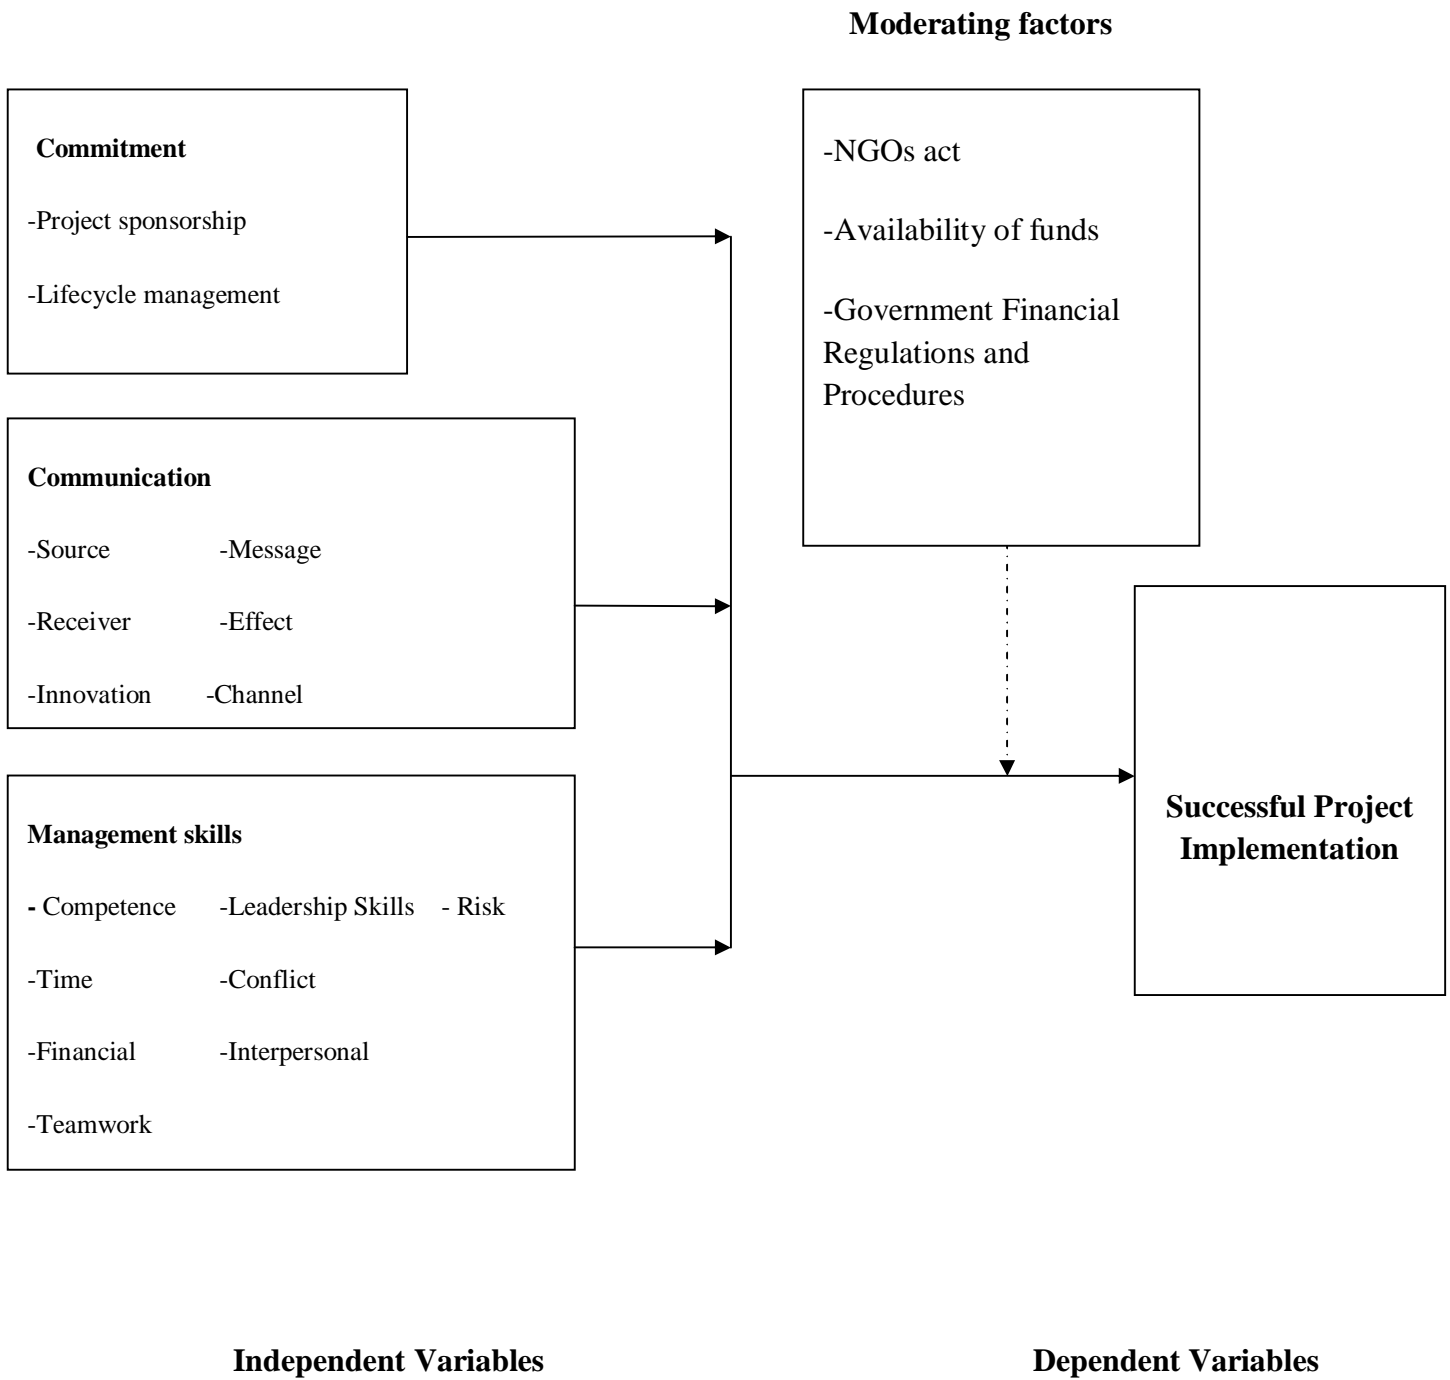 Moderating factors
Commitment
-Project sponsorship
-Lifecycle management
-NGOs act
-Availability of funds
-Government Financial
Regulations and
Procedures
Communication
-Source -Message
-Receiver -Effect
-Innovation -Channel
Management skills
- Competence -Leadership Skills - Risk
-Time -Conflict
-Financial -Interpersonal
-Teamwork
Successful Project
Implementation
Independent Variables
Dependent Variables